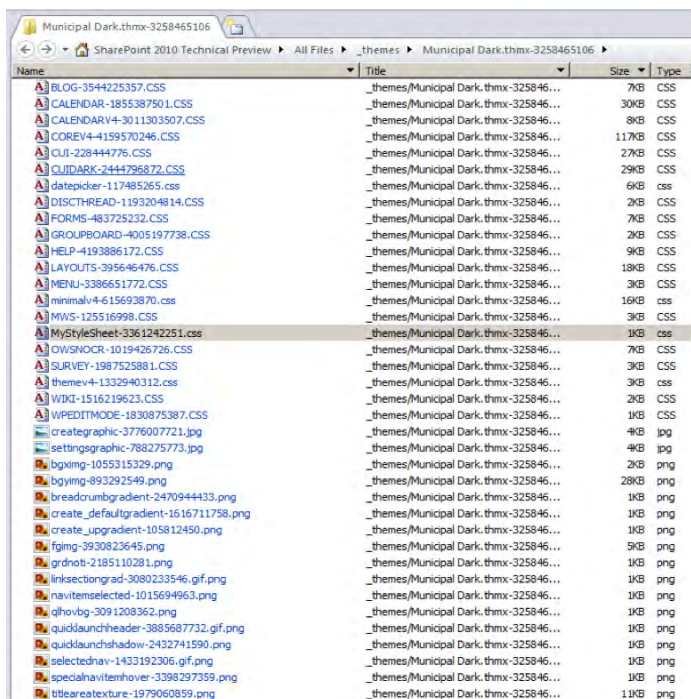 Municipal Dark.thmx-3258465106
SharePoint 2010 Technical Preview All Files _themes Municipal Dark.thmx-3258465106
Name Title Size Type
BLOG-3544225357.CSS _themes/Municipal Dark.thmx-325846... 7KB CSS
CALENDAR-1855387501.CSS _themes/Municipal Dark.thmx-325846... 30KB CSS
CALENDARV4-3011303507.CSS _themes/Municipal Dark.thmx-325846... 8KB CSS
COREV4-4159570246.CSS _themes/Municipal Dark.thmx-325846... 117KB CSS
CUI-228444776.CSS _themes/Municipal Dark.thmx-325846... 27KB CSS
CUIDARK-2444796872.CSS _themes/Municipal Dark.thmx-325846... 29KB CSS
datepicker-117485265.css _themes/Municipal Dark.thmx-325846... 6KB css
DISCTHREAD-1193204814.CSS _themes/Municipal Dark.thmx-325846... 2KB CSS
FORMS-483725232.CSS _themes/Municipal Dark.thmx-325846... 7KB CSS
GROUPBOARD-4005197738.CSS _themes/Municipal Dark.thmx-325846... 2KB CSS
HELP-4193886172.CSS _themes/Municipal Dark.thmx-325846... 9KB CSS
LAYOUTS-395646476.CSS _themes/Municipal Dark.thmx-325846... 18KB CSS
MENU-3386651772.CSS _themes/Municipal Dark.thmx-325846... 3KB CSS
minimalv4-615693870.css _themes/Municipal Dark.thmx-325846... 16KB css
MWS-125516998.CSS _themes/Municipal Dark.thmx-325846... 3KB CSS
MyStyleSheet-3361242251.css _themes/Municipal Dark.thmx-325846... 1KB css
OWSNOCR-1019426726.CSS _themes/Municipal Dark.thmx-325846... 7KB CSS
SURVEY-1987525881.CSS _themes/Municipal Dark.thmx-325846... 3KB CSS
themev4-1332940312.css _themes/Municipal Dark.thmx-325846... 3KB css
WIKI-1516219623.CSS _themes/Municipal Dark.thmx-325846... 2KB CSS
WPEDITMODE-1830875387.CSS _themes/Municipal Dark.thmx-325846... 1KB CSS
creategraphic-3776007721.jpg _themes/Municipal Dark.thmx-325846... 4KB jpg
settingsgraphic-788275773.jpg _themes/Municipal Dark.thmx-325846... 4KB jpg
bgximg-1055315329.png _themes/Municipal Dark.thmx-325846... 2KB png
bgyimg-893292549.png _themes/Municipal Dark.thmx-325846... 28KB png
breadcrumbgradient-2470944433.png _themes/Municipal Dark.thmx-325846... 1KB png
create_defaultgradient-1616711758.png _themes/Municipal Dark.thmx-325846... 1KB png
create_upgradient-105812450.png _themes/Municipal Dark.thmx-325846... 1KB png
fgimg-3930823645.png _themes/Municipal Dark.thmx-325846... 5KB png
grdnoti-2185110281.png _themes/Municipal Dark.thmx-325846... 1KB png
linksectiongrad-3080233546.gif.png _themes/Municipal Dark.thmx-325846... 1KB png
navitemselected-1015694963.png _themes/Municipal Dark.thmx-325846... 1KB png
qlhovbg-3091208362.png _themes/Municipal Dark.thmx-325846... 1KB png
quicklaunchheader-3885687732.gif.png _themes/Municipal Dark.thmx-325846... 1KB png
quicklaunchshadow-2432741590.png _themes/Municipal Dark.thmx-325846... 1KB png
selectednav-1433192306.gif.png _themes/Municipal Dark.thmx-325846... 1KB png
specialnavitemhover-3398297359.png _themes/Municipal Dark.thmx-325846... 1KB png
titleareatexture-1979060859.png _themes/Municipal Dark.thmx-325846... 11KB png